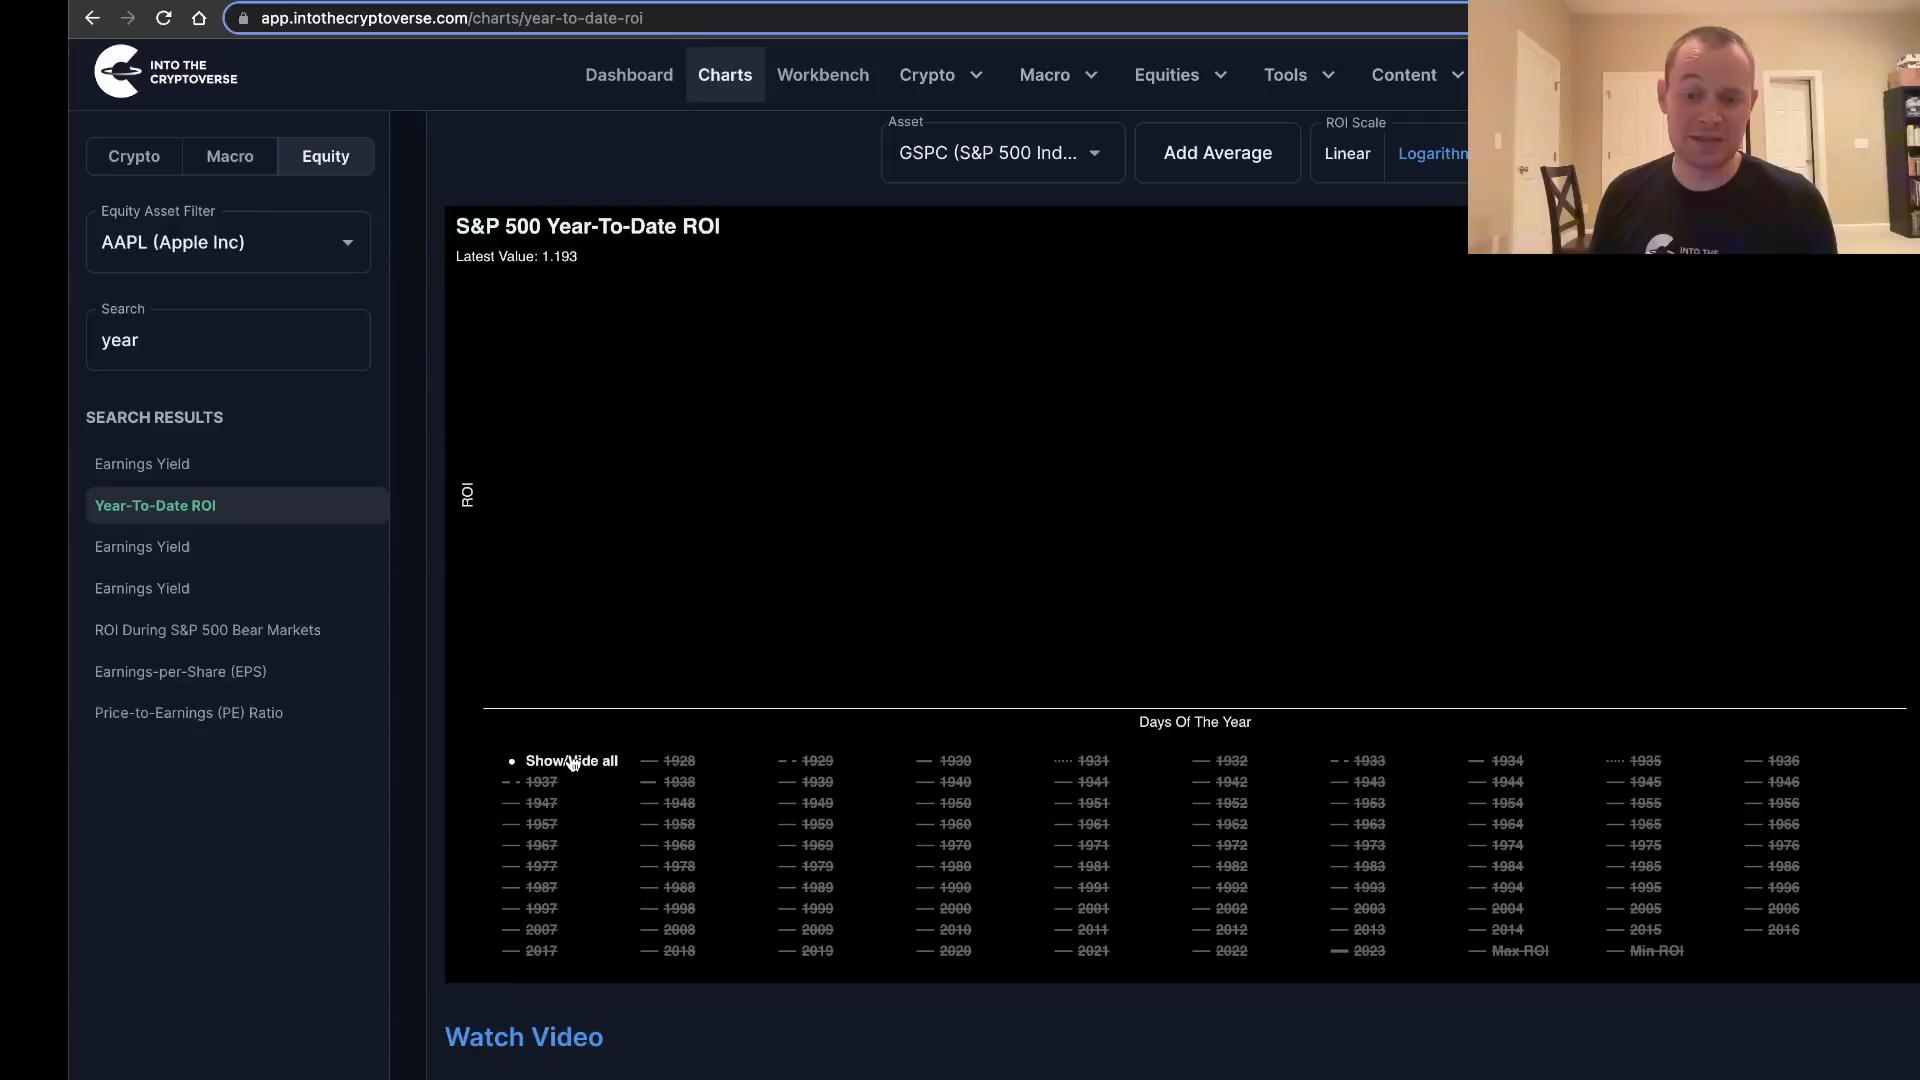 app.intothecryptoverse.com/charts/year-to-date-roi
INTO THE
CRYPTOVERSE
Dashboard
Charts
Workbench
Crypto
Macro
Equities
Tools
Content
Crypto
Macro
Equity
Equity Asset Filter
AAPL (Apple Inc)
Search
year
SEARCH RESULTS
Earnings Yield
Year-To-Date ROI
Earnings Yield
Earnings Yield
ROI During S&P 500 Bear Markets
Earnings-per-Share (EPS)
Price-to-Earnings (PE) Ratio
Asset
GSPC (S&P 500 Ind...
Add Average
ROI Scale
Linear
Logarithm
INTO THE
S&P 500 Year-To-Date ROI
Latest Value: 1.193
ROI
Days Of The Year
Show/Hide all 1928 1929 1930 1931 1932 1933 1934 1935 1936
1937 1938 1939 1940 1941 1942 1943 1944 1945 1946
1947 1948 1949 1950 1951 1952 1953 1954 1955 1956
1957 1958 1959 1960 1961 1962 1963 1964 1965 1966
1967 1968 1969 1970 1971 1972 1973 1974 1975 1976
1977 1978 1979 1980 1981 1982 1983 1984 1985 1986
1987 1988 1989 1990 1991 1992 1993 1994 1995 1996
1997 1998 1999 2000 2001 2002 2003 2004 2005 2006
2007 2008 2009 2010 2011 2012 2013 2014 2015 2016
2017 2018 2019 2020 2021 2022 2023 Max ROI Min ROI
Watch Video